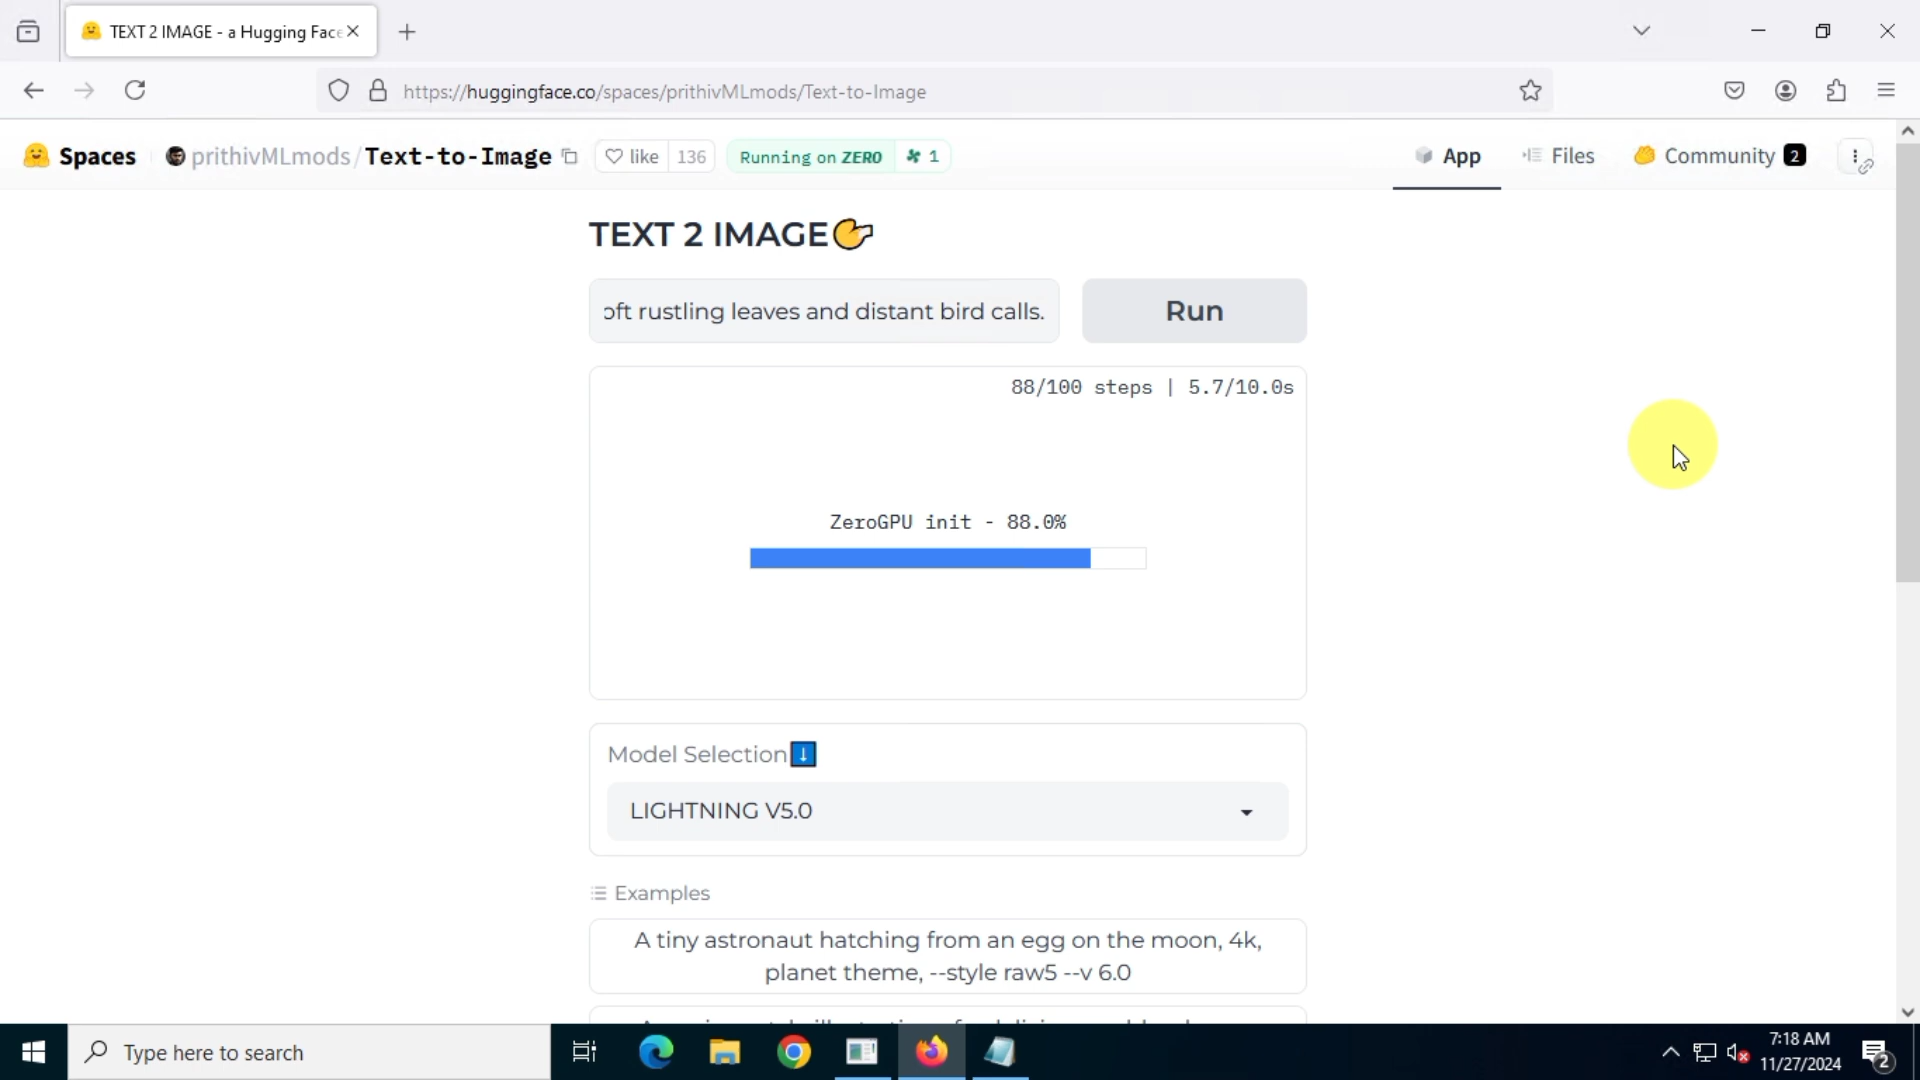 TEXT 2 IMAGE - a Hugging Face
https://huggingface.co/spaces/prithivMLmods/Text-to-Image
Spaces prithivMLmods/Text-to-Image like 136 Running on ZERO 1 App Files Community 2
TEXT 2 IMAGE
oft rustling leaves and distant bird calls. Run
88/100 steps | 5.7/10.0s
ZeroGPU init - 88.0%
Model Selection
LIGHTNING V5.0
Examples
A tiny astronaut hatching from an egg on the moon, 4k,
planet theme, --style raw5 --v 6.0
Type here to search
7:18 AM
11/27/2024
2